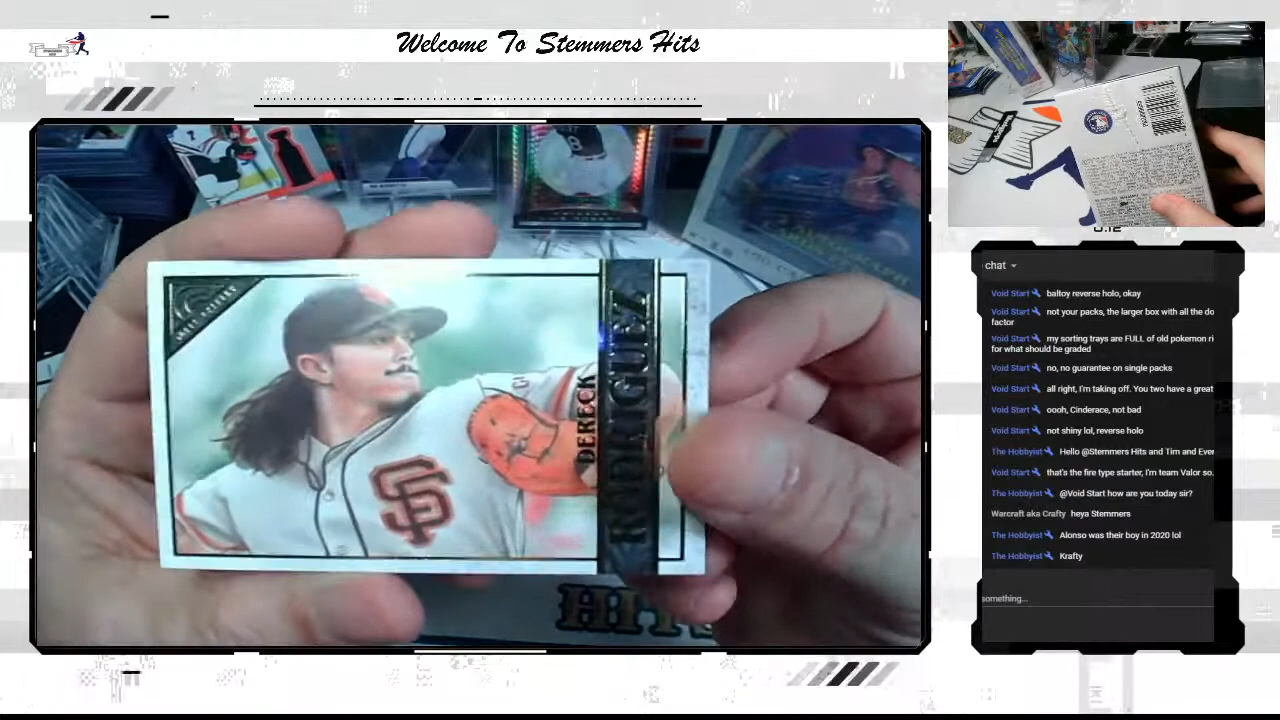 Welcome To Stemmers Hits
DERECK
RODRIGUEZ
SF
HITS
chat
Void Start baltoy reverse holo, okay
Void Start not your packs, the larger box with all the do
factor
Void Start my sorting trays are FULL of old pokemon ri
for what should be graded
Void Start no, no guarantee on single packs
Void Start all right, I'm taking off. You two have a great
Void Start oooh, Cinderace, not bad
Void Start not shiny lol, reverse holo
The Hobbyist Hello @Stemmers Hits and Tim and Ever
Void Start that's the fire type starter, I'm team Valor so.
The Hobbyist @Void Start how are you today sir?
Warcraft aka Crafty heya Stemmers
The Hobbyist Alonso was their boy in 2020 lol
The Hobbyist Krafty
something...